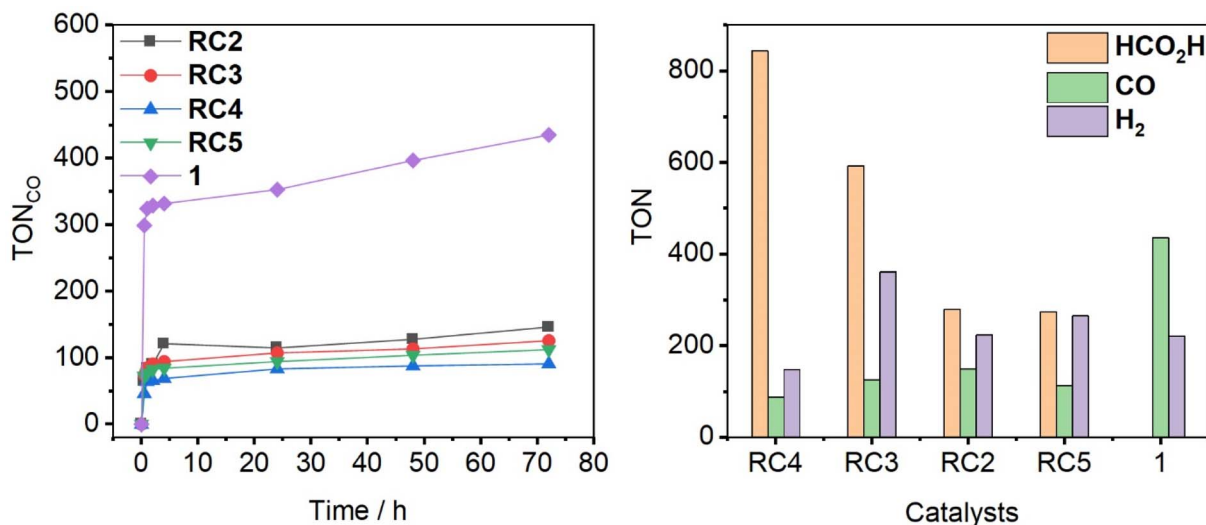 600
500
400
300
200
100
0
TON_CO
RC2
RC3
RC4
RC5
1
0 10 20 30 40 50 60 70 80
Time / h
800
600
400
200
0
TON
HCO₂H
CO
H₂
RC4 RC3 RC2 RC5 1
Catalysts